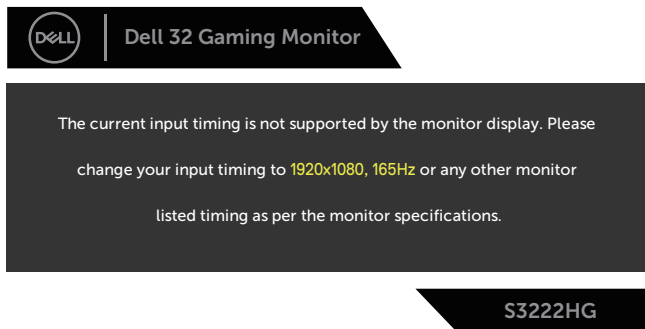 DELL
Dell 32 Gaming Monitor
The current input timing is not supported by the monitor display. Please
change your input timing to 1920x1080, 165Hz or any other monitor
listed timing as per the monitor specifications.
S3222HG